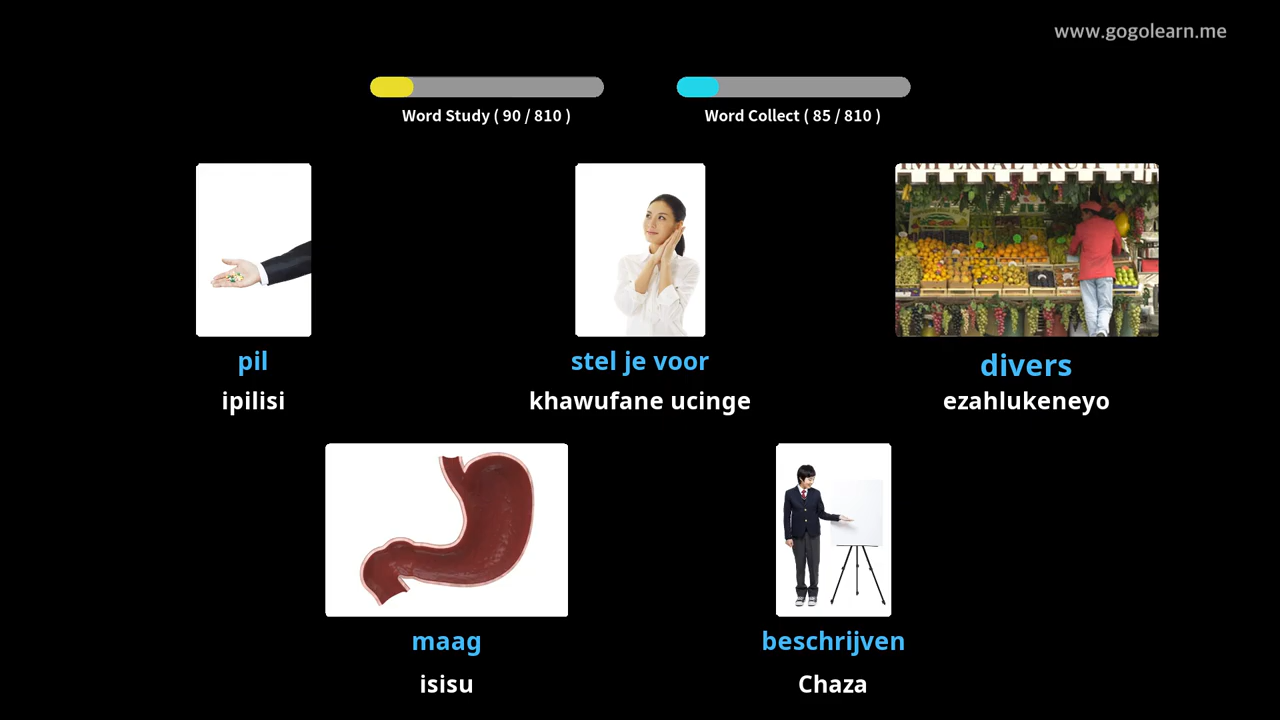 www.gogolearn.me
Word Study ( 90 / 810 )
Word Collect ( 85 / 810 )
pil
ipilisi
stel je voor
khawufane ucinge
divers
ezahlukeneyo
maag
isisu
beschrijven
Chaza